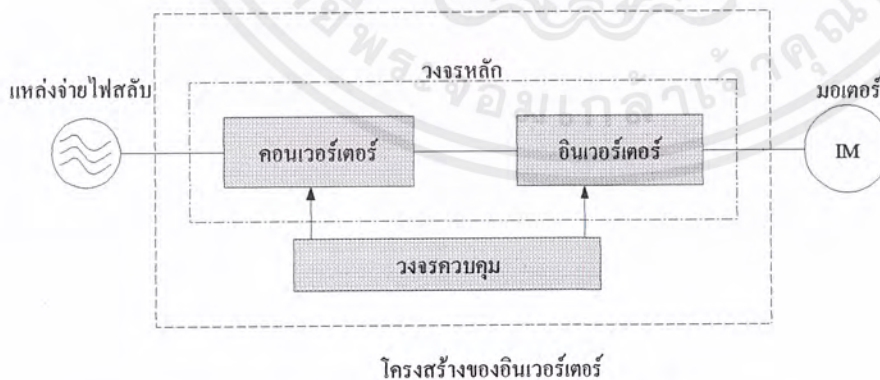 วงจรหลัก
แหล่งจ่ายไฟสลับ
มอเตอร์
คอนเวอร์เตอร์
อินเวอร์เตอร์
IM
วงจรควบคุม
โครงสร้างของอินเวอร์เตอร์